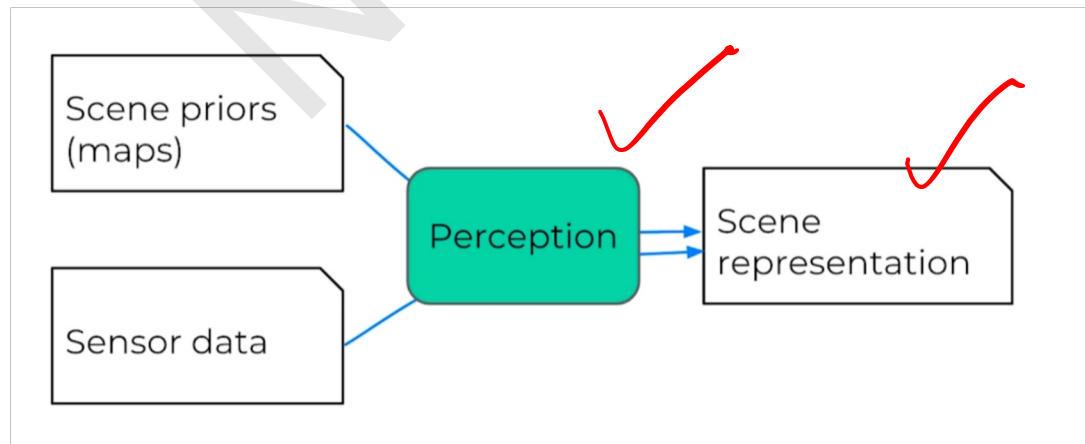 Scene priors
(maps)
Perception
Scene
representation
Sensor data